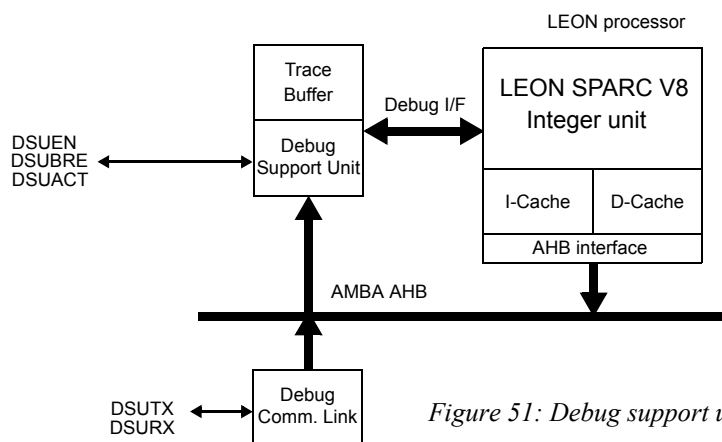 LEON processor
Trace
Buffer
LEON SPARC V8
Integer unit
Debug I/F
DSUEN
DSUBRE
DSUACT
Debug
Support Unit
I-Cache
D-Cache
AHB interface
AMBA AHB
DSUTX
DSURX
Debug
Comm. Link
Figure 51: Debug support